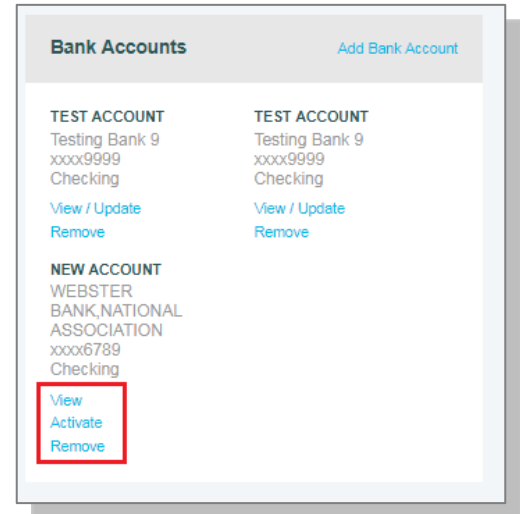 Bank Accounts
Add Bank Account
TEST ACCOUNT
Testing Bank 9
xxxx9999
Checking
View / Update
Remove
TEST ACCOUNT
Testing Bank 9
xxxx9999
Checking
View / Update
Remove
NEW ACCOUNT
WEBSTER
BANK,NATIONAL
ASSOCIATION
xxxx6789
Checking
View
Activate
Remove